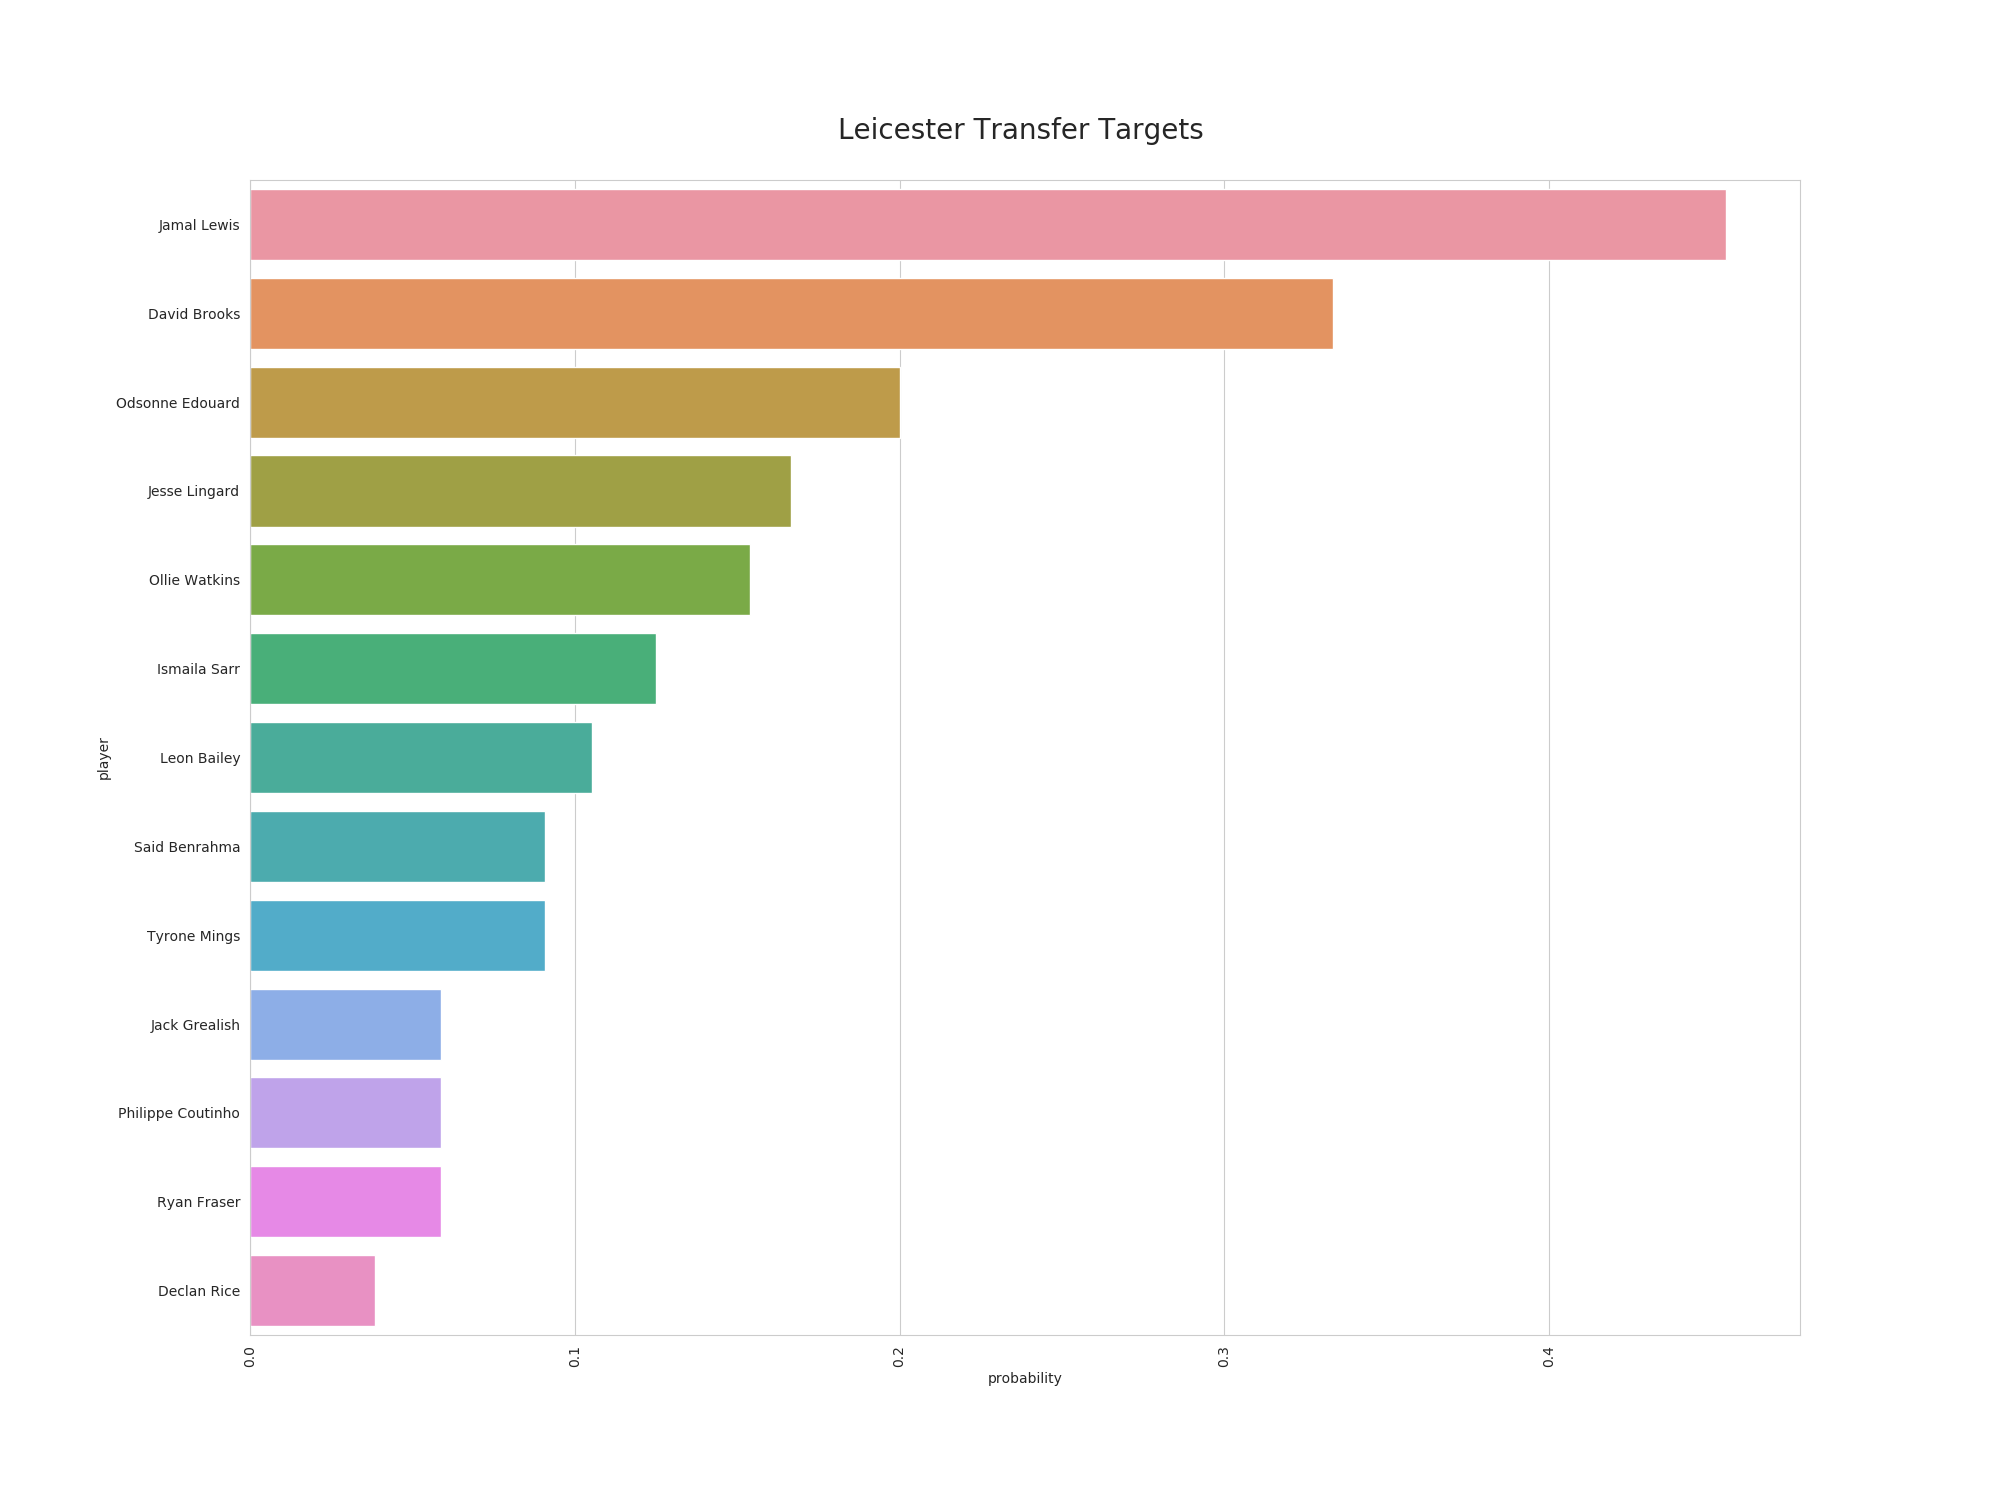 Leicester Transfer Targets
Jamal Lewis
David Brooks
Odsonne Edouard
Jesse Lingard
Ollie Watkins
Ismaila Sarr
Leon Bailey
Said Benrahma
Tyrone Mings
Jack Grealish
Philippe Coutinho
Ryan Fraser
Declan Rice
player
0.0 0.1 0.2 0.3 0.4
probability